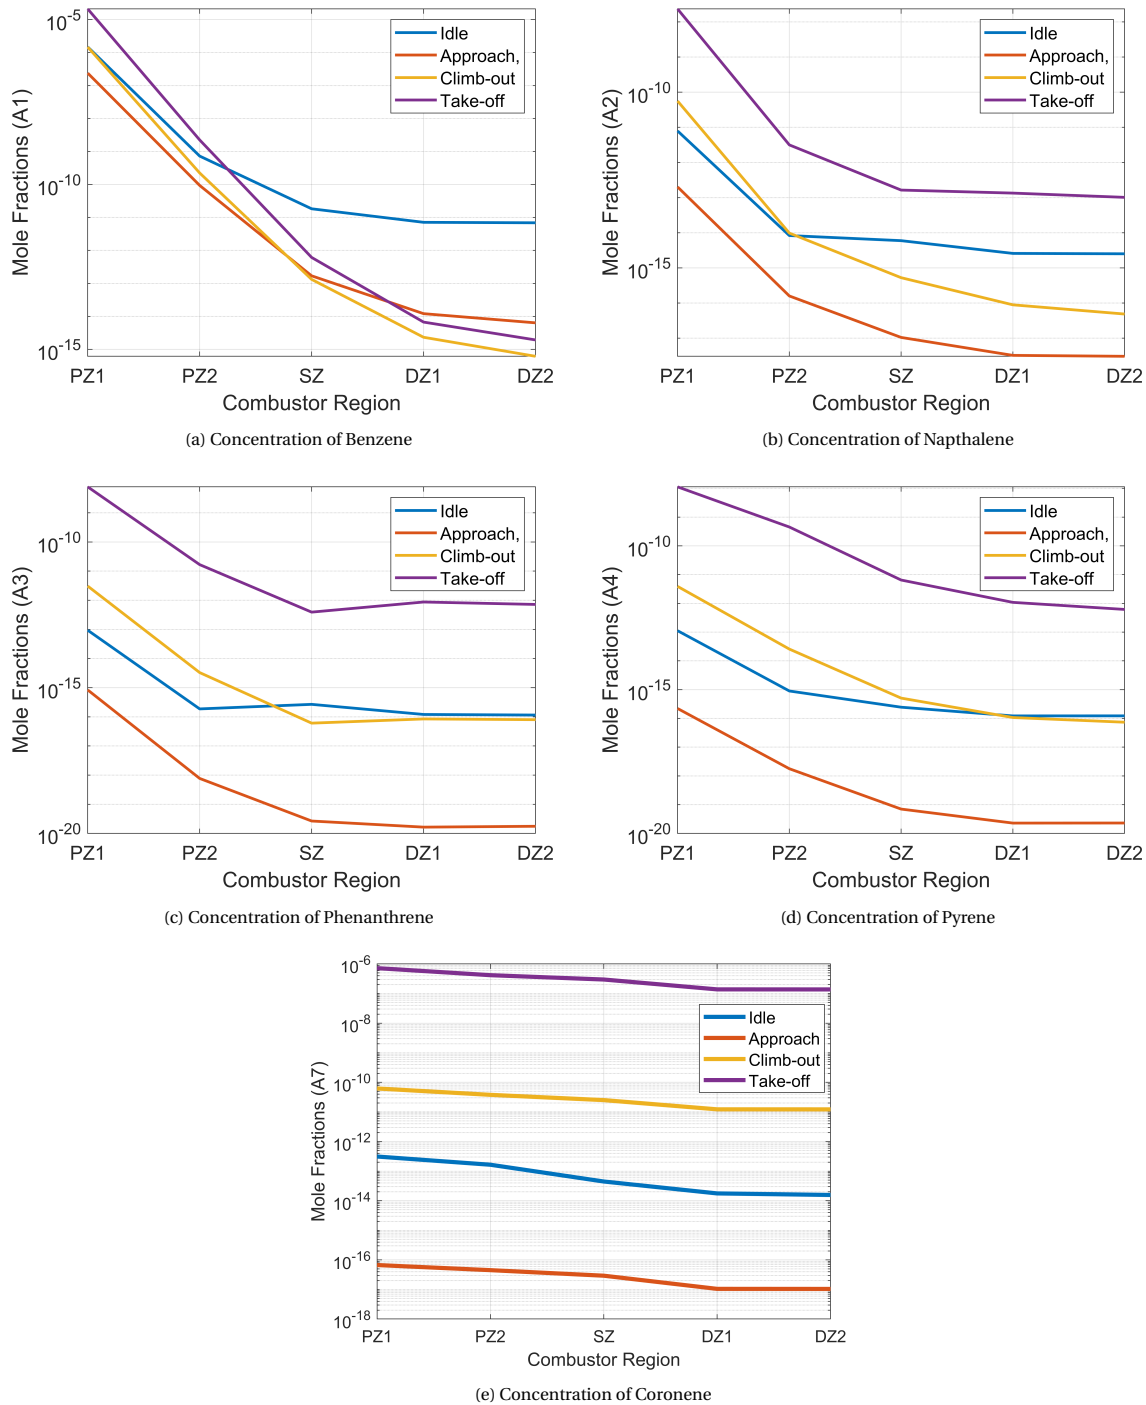 Mole Fractions (A1)
10^-5
10^-10
10^-15
Idle
Approach,
Climb-out
Take-off
PZ1 PZ2 SZ DZ1 DZ2
Combustor Region
(a) Concentration of Benzene
Mole Fractions (A2)
10^-10
10^-15
Idle
Approach,
Climb-out
Take-off
PZ1 PZ2 SZ DZ1 DZ2
Combustor Region
(b) Concentration of Napthalene
Mole Fractions (A3)
10^-10
10^-15
10^-20
Idle
Approach,
Climb-out
Take-off
PZ1 PZ2 SZ DZ1 DZ2
Combustor Region
(c) Concentration of Phenanthrene
Mole Fractions (A4)
10^-10
10^-15
10^-20
Idle
Approach,
Climb-out
Take-off
PZ1 PZ2 SZ DZ1 DZ2
Combustor Region
(d) Concentration of Pyrene
Mole Fractions (A7)
10^-6
10^-8
10^-10
10^-12
10^-14
10^-16
10^-18
Idle
Approach
Climb-out
Take-off
PZ1 PZ2 SZ DZ1 DZ2
Combustor Region
(e) Concentration of Coronene